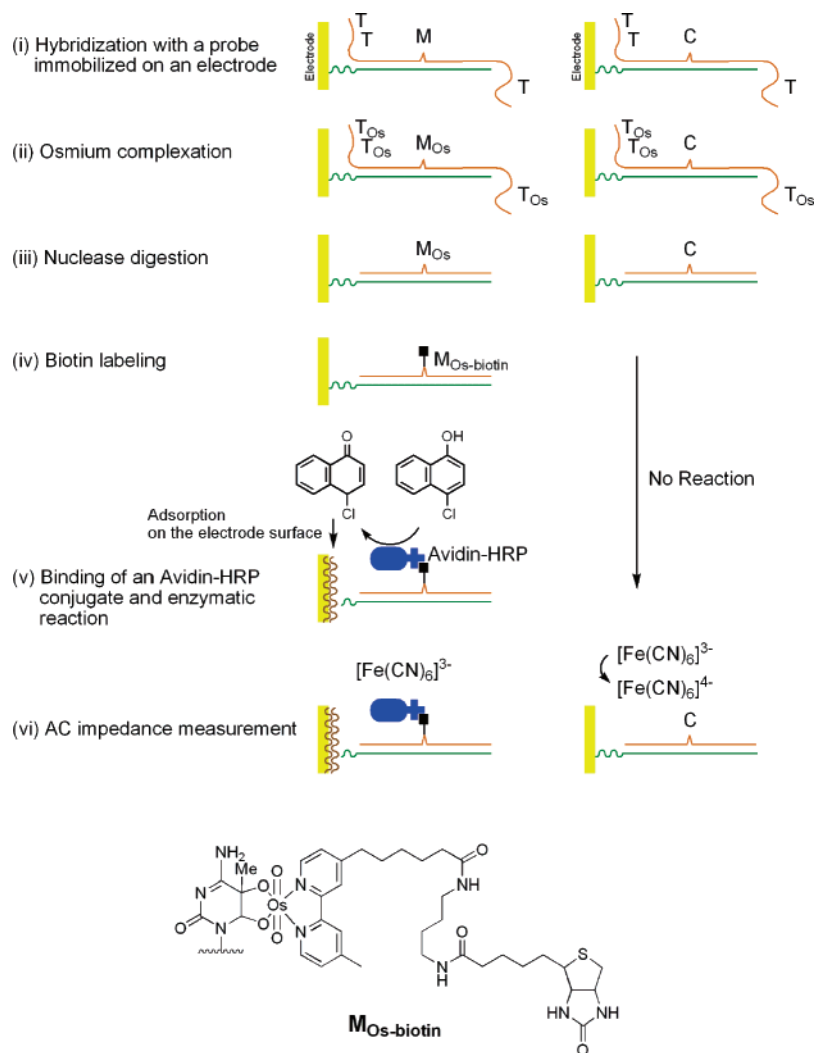 T
T
M
T
T
C
(i) Hybridization with a probe
immobilized on an electrode
Electrode
Electrode
T
T
(ii) Osmium complexation
TOs
TOs
MOs
TOs
TOs
TOs
C
TOs
(iii) Nuclease digestion
MOs
C
(iv) Biotin labeling
MOs-biotin
O
OH
Cl
Cl
No Reaction
Adsorption
on the electrode surface
Avidin-HRP
(v) Binding of an Avidin-HRP
conjugate and enzymatic
reaction
[Fe(CN)6]3-
[Fe(CN)6]3-
[Fe(CN)6]4-
(vi) AC impedance measurement
C
NH2
Me
O
O
N
O
N
O
Os
O
N
N
O
NH
O
N
H
S
HN
NH
O
MOs-biotin